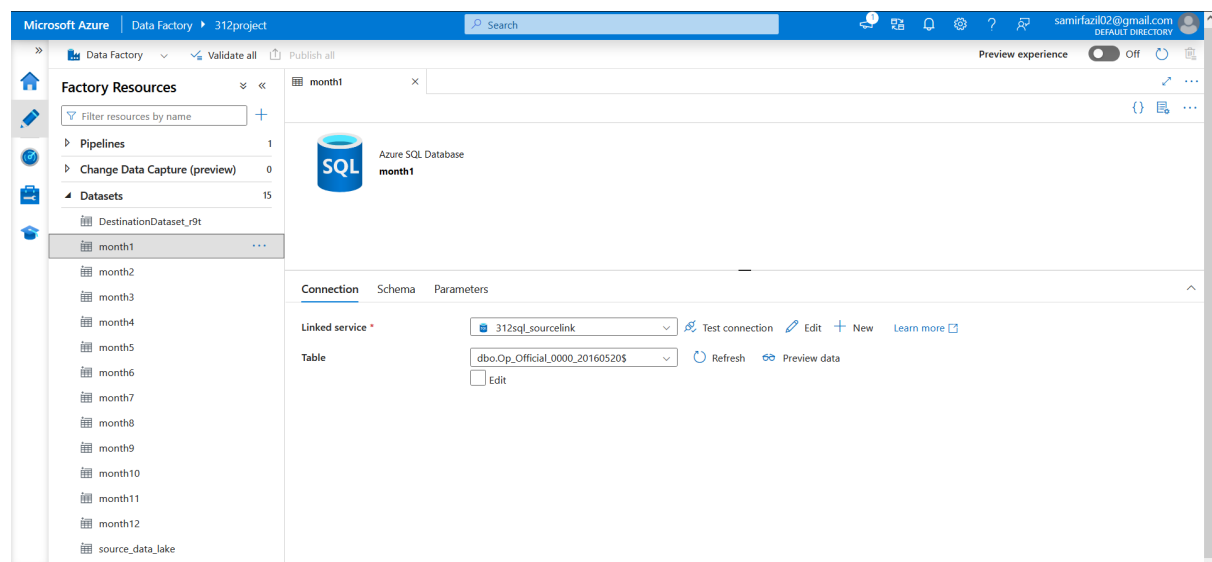 Microsoft Azure Data Factory 312project Search 1 samirfazil02@gmail.com
DEFAULT DIRECTORY
Data Factory Validate all Publish all Preview experience Off
Factory Resources
Filter resources by name
Pipelines 1
Change Data Capture (preview) 0
Datasets 15
DestinationDataset_r9t
month1 ...
month2
month3
month4
month5
month6
month7
month8
month9
month10
month11
month12
source_data_lake
month1
{}
SQL
Azure SQL Database
month1
Connection Schema Parameters
Linked service * 312sql_sourcelink Test connection Edit New Learn more
Table dbo.Op_Official_0000_20160520$ Refresh Preview data
Edit